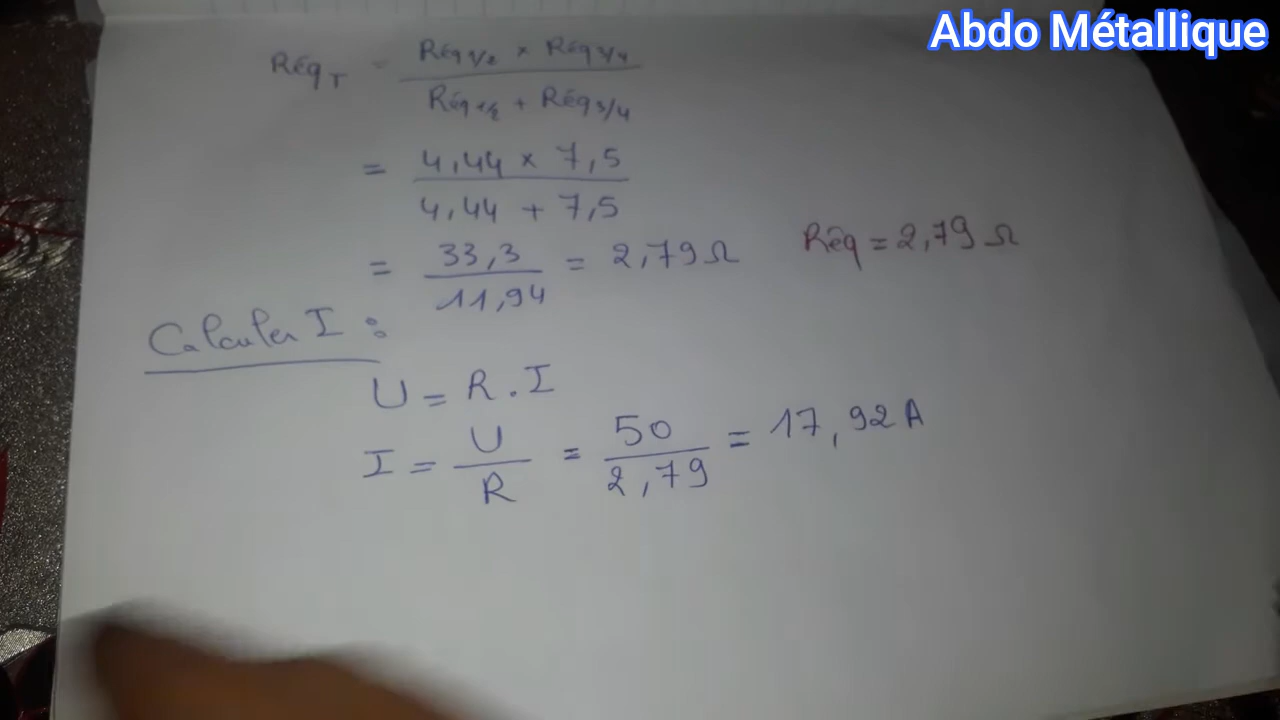 Abdo Métallique
Réq T = Réq 1/2 × Réq 3/4 / Réq 1/2 + Réq 3/4
= 4,44 × 7,5 / 4,44 + 7,5
= 33,3 / 11,94 = 2,79 Ω Réq = 2,79 Ω
Calculer I :
U = R . I
I = U / R = 50 / 2,79 = 17,92 A